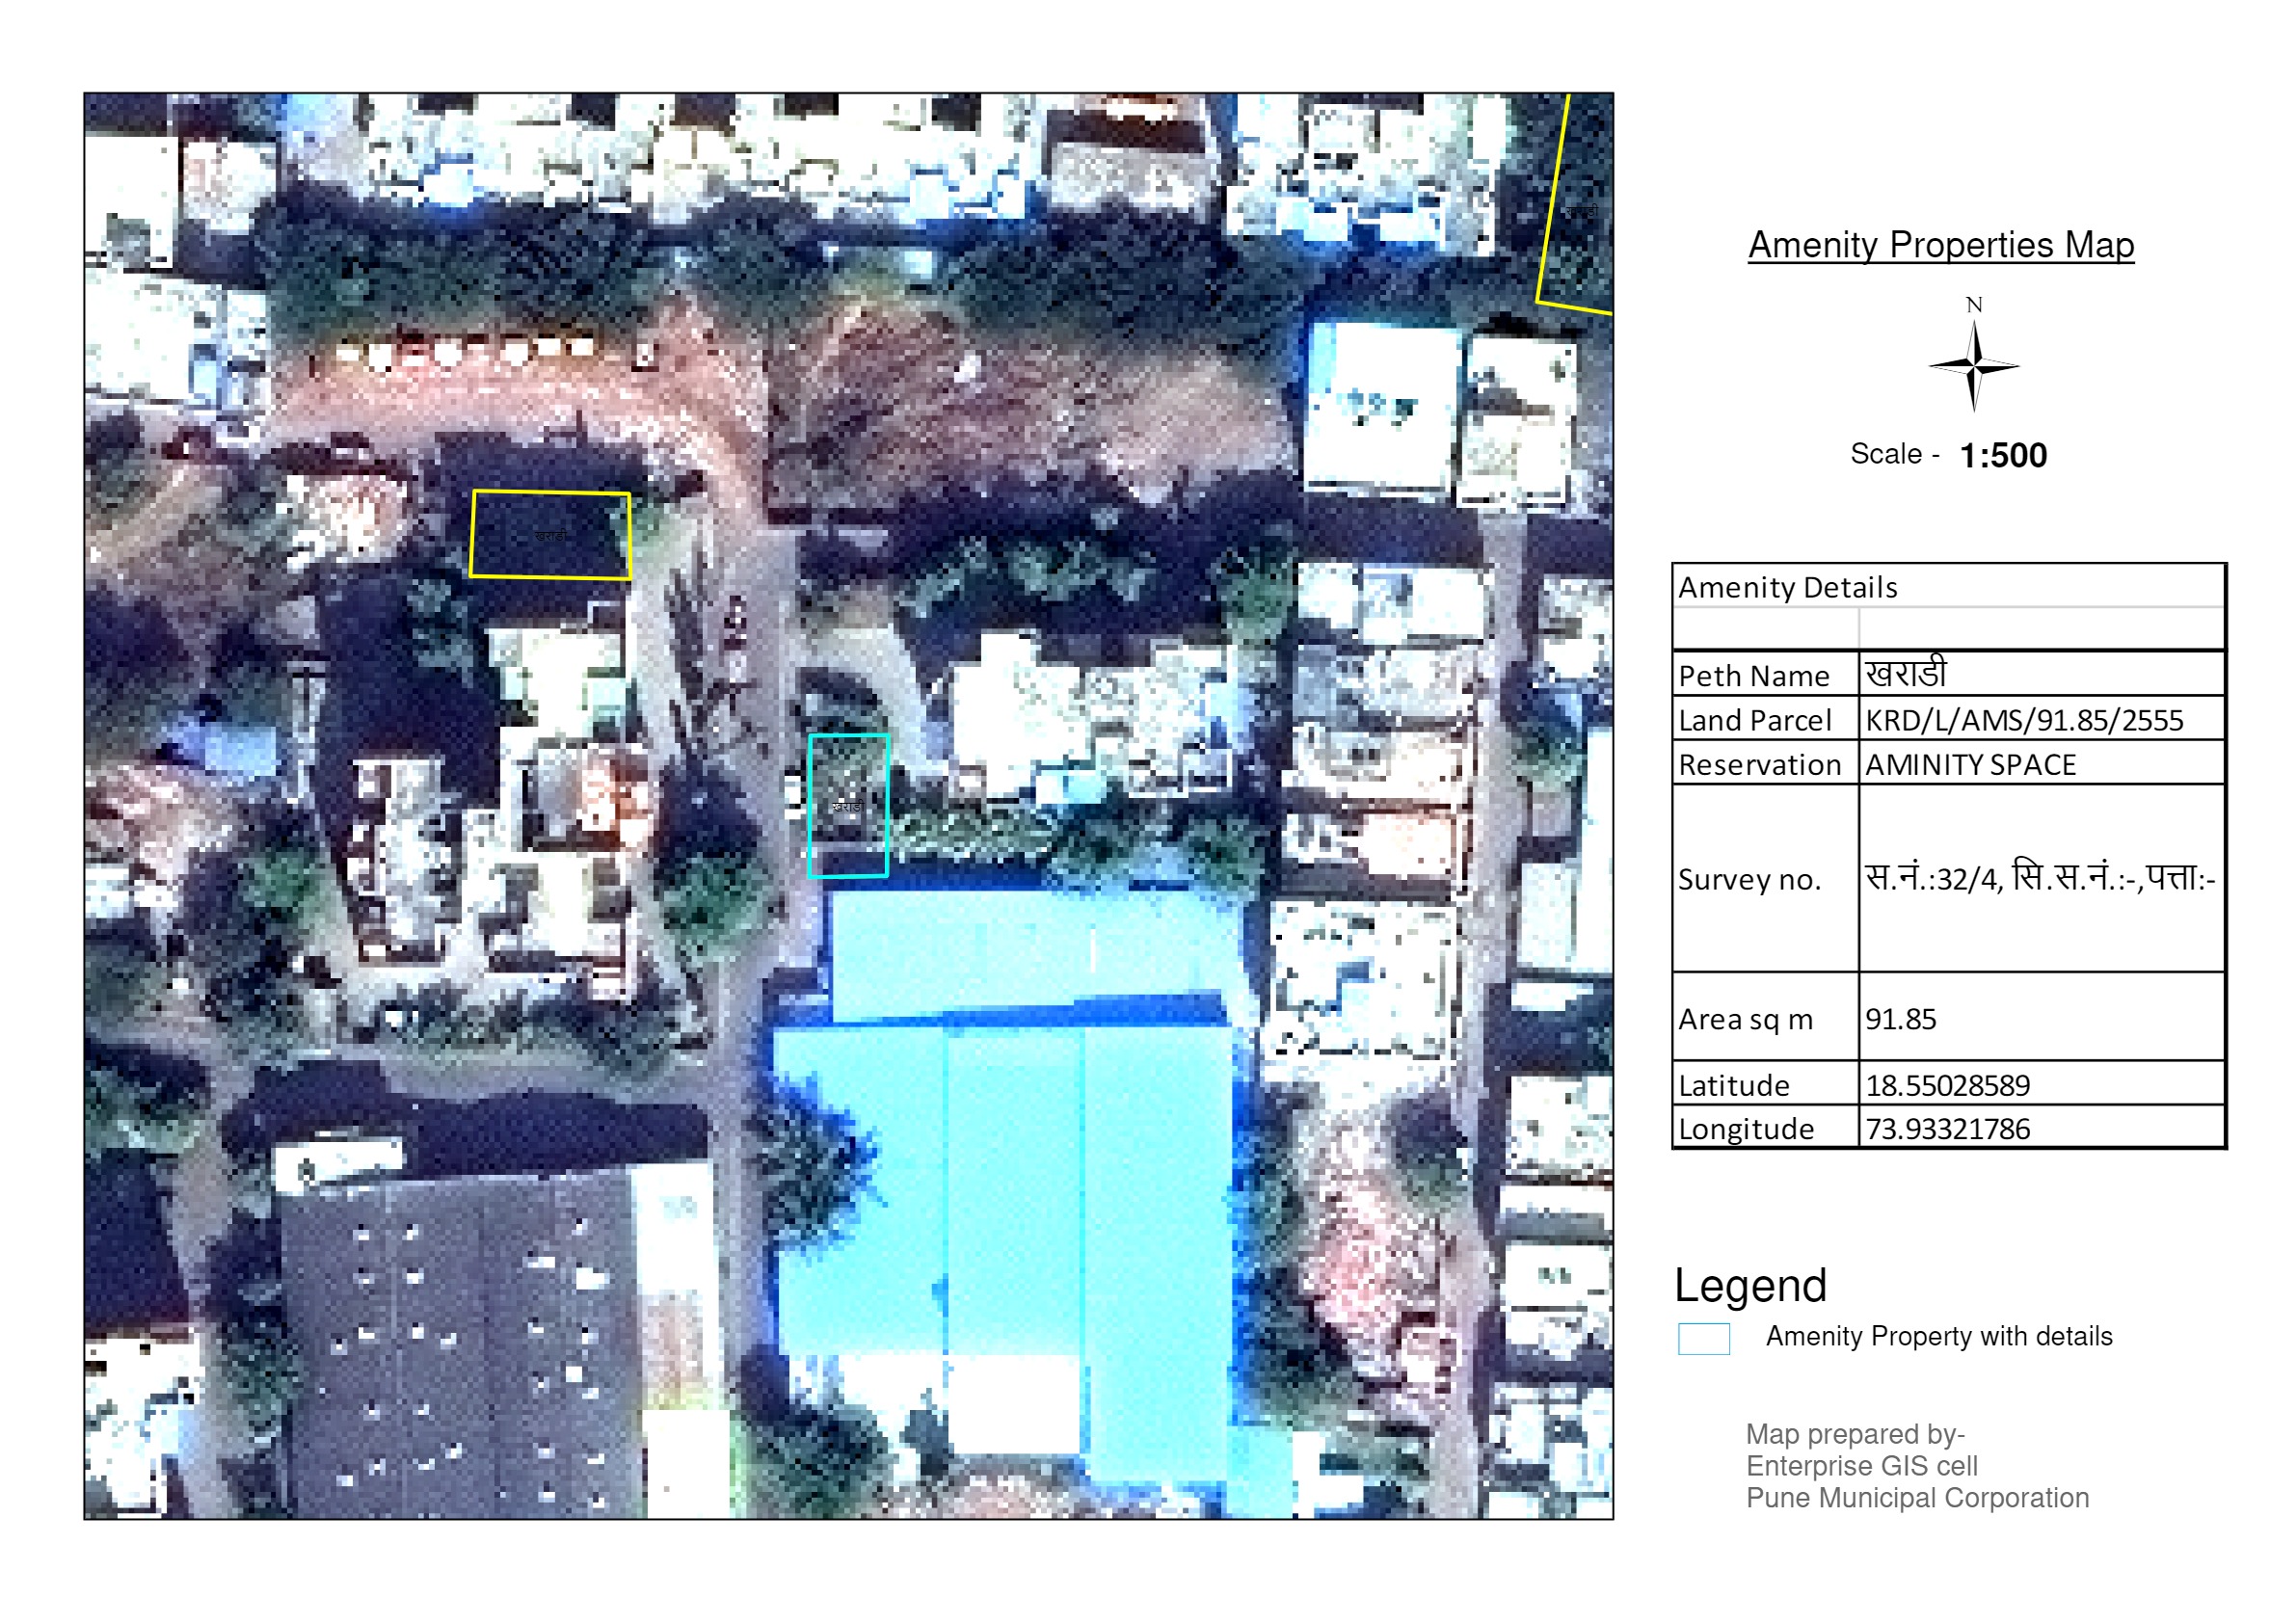 खराडी
खराडी
खराडी
Amenity Properties Map
N
Scale - 1:500
Amenity Details
Peth Name खराडी
Land Parcel KRD/L/AMS/91.85/2555
Reservation AMINITY SPACE
Survey no. स.नं.:32/4, सि.स.नं.:-,पत्ता:-
Area sq m 91.85
Latitude 18.55028589
Longitude 73.93321786
Legend
Amenity Property with details
Map prepared by-
Enterprise GIS cell
Pune Municipal Corporation